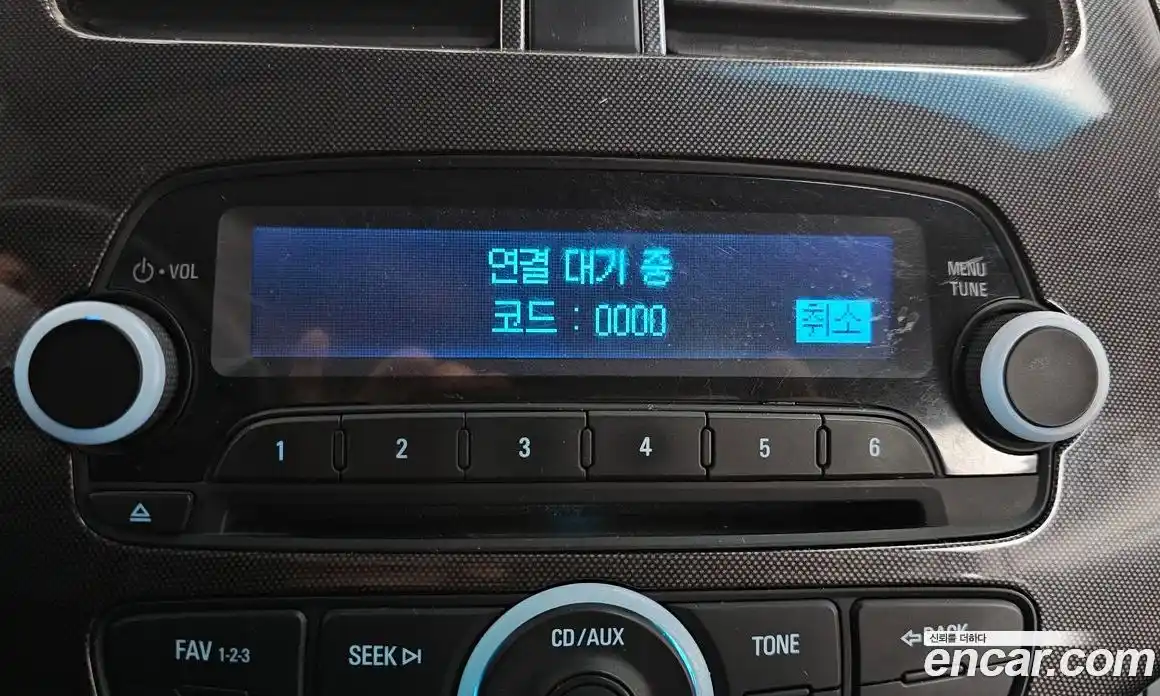 연결 대기 중
코드 : 0000
취소
VOL
MENU
TUNE
1 2 3 4 5 6
FAV 1-2-3
SEEK
CD/AUX
TONE
BACK
신뢰를 더하다
encar.com